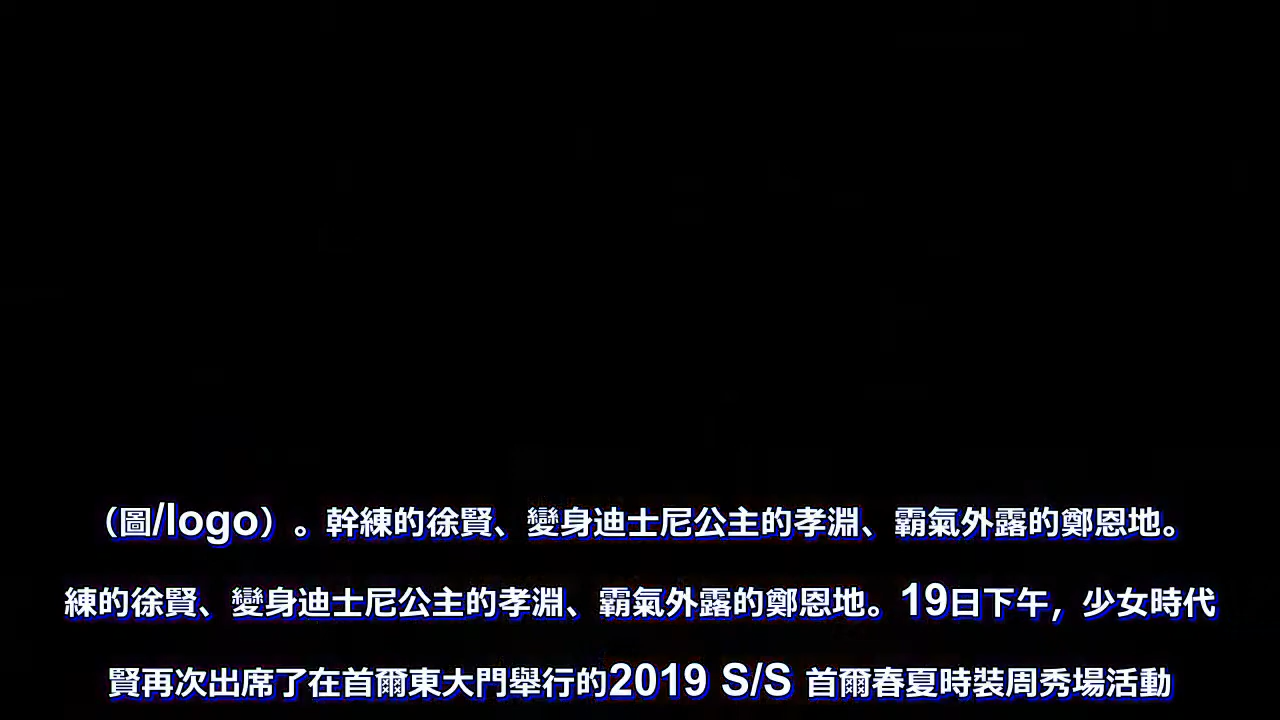 （圖/logo）。幹練的徐賢、變身迪士尼公主的孝淵、霸氣外露的鄭恩地。
練的徐賢、變身迪士尼公主的孝淵、霸氣外露的鄭恩地。19日下午，少女時代
賢再次出席了在首爾東大門舉行的2019 S/S 首爾春夏時裝周秀場活動